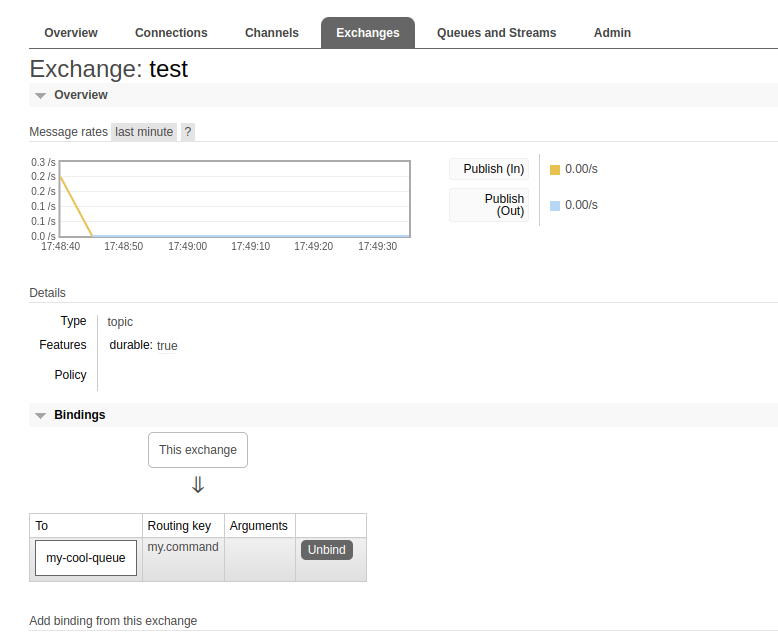 Overview Connections Channels Exchanges Queues and Streams Admin
Exchange: test
Overview
Message rates last minute ?
0.3 /s
0.2 /s
0.2 /s
0.1 /s
0.1 /s
0.0 /s
17:48:40 17:48:50 17:49:00 17:49:10 17:49:20 17:49:30
Publish (In) 0.00/s
Publish
(Out) 0.00/s
Details
Type topic
Features durable: true
Policy
Bindings
This exchange
⇓
To Routing key Arguments
my-cool-queue my.command Unbind
Add binding from this exchange